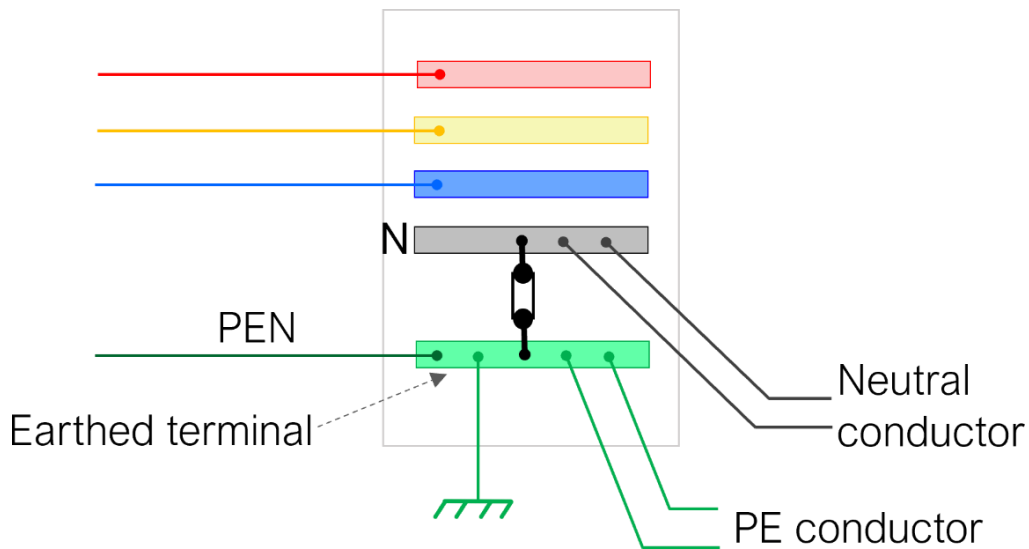 N
PEN
Earthed terminal
Neutral
conductor
PE conductor